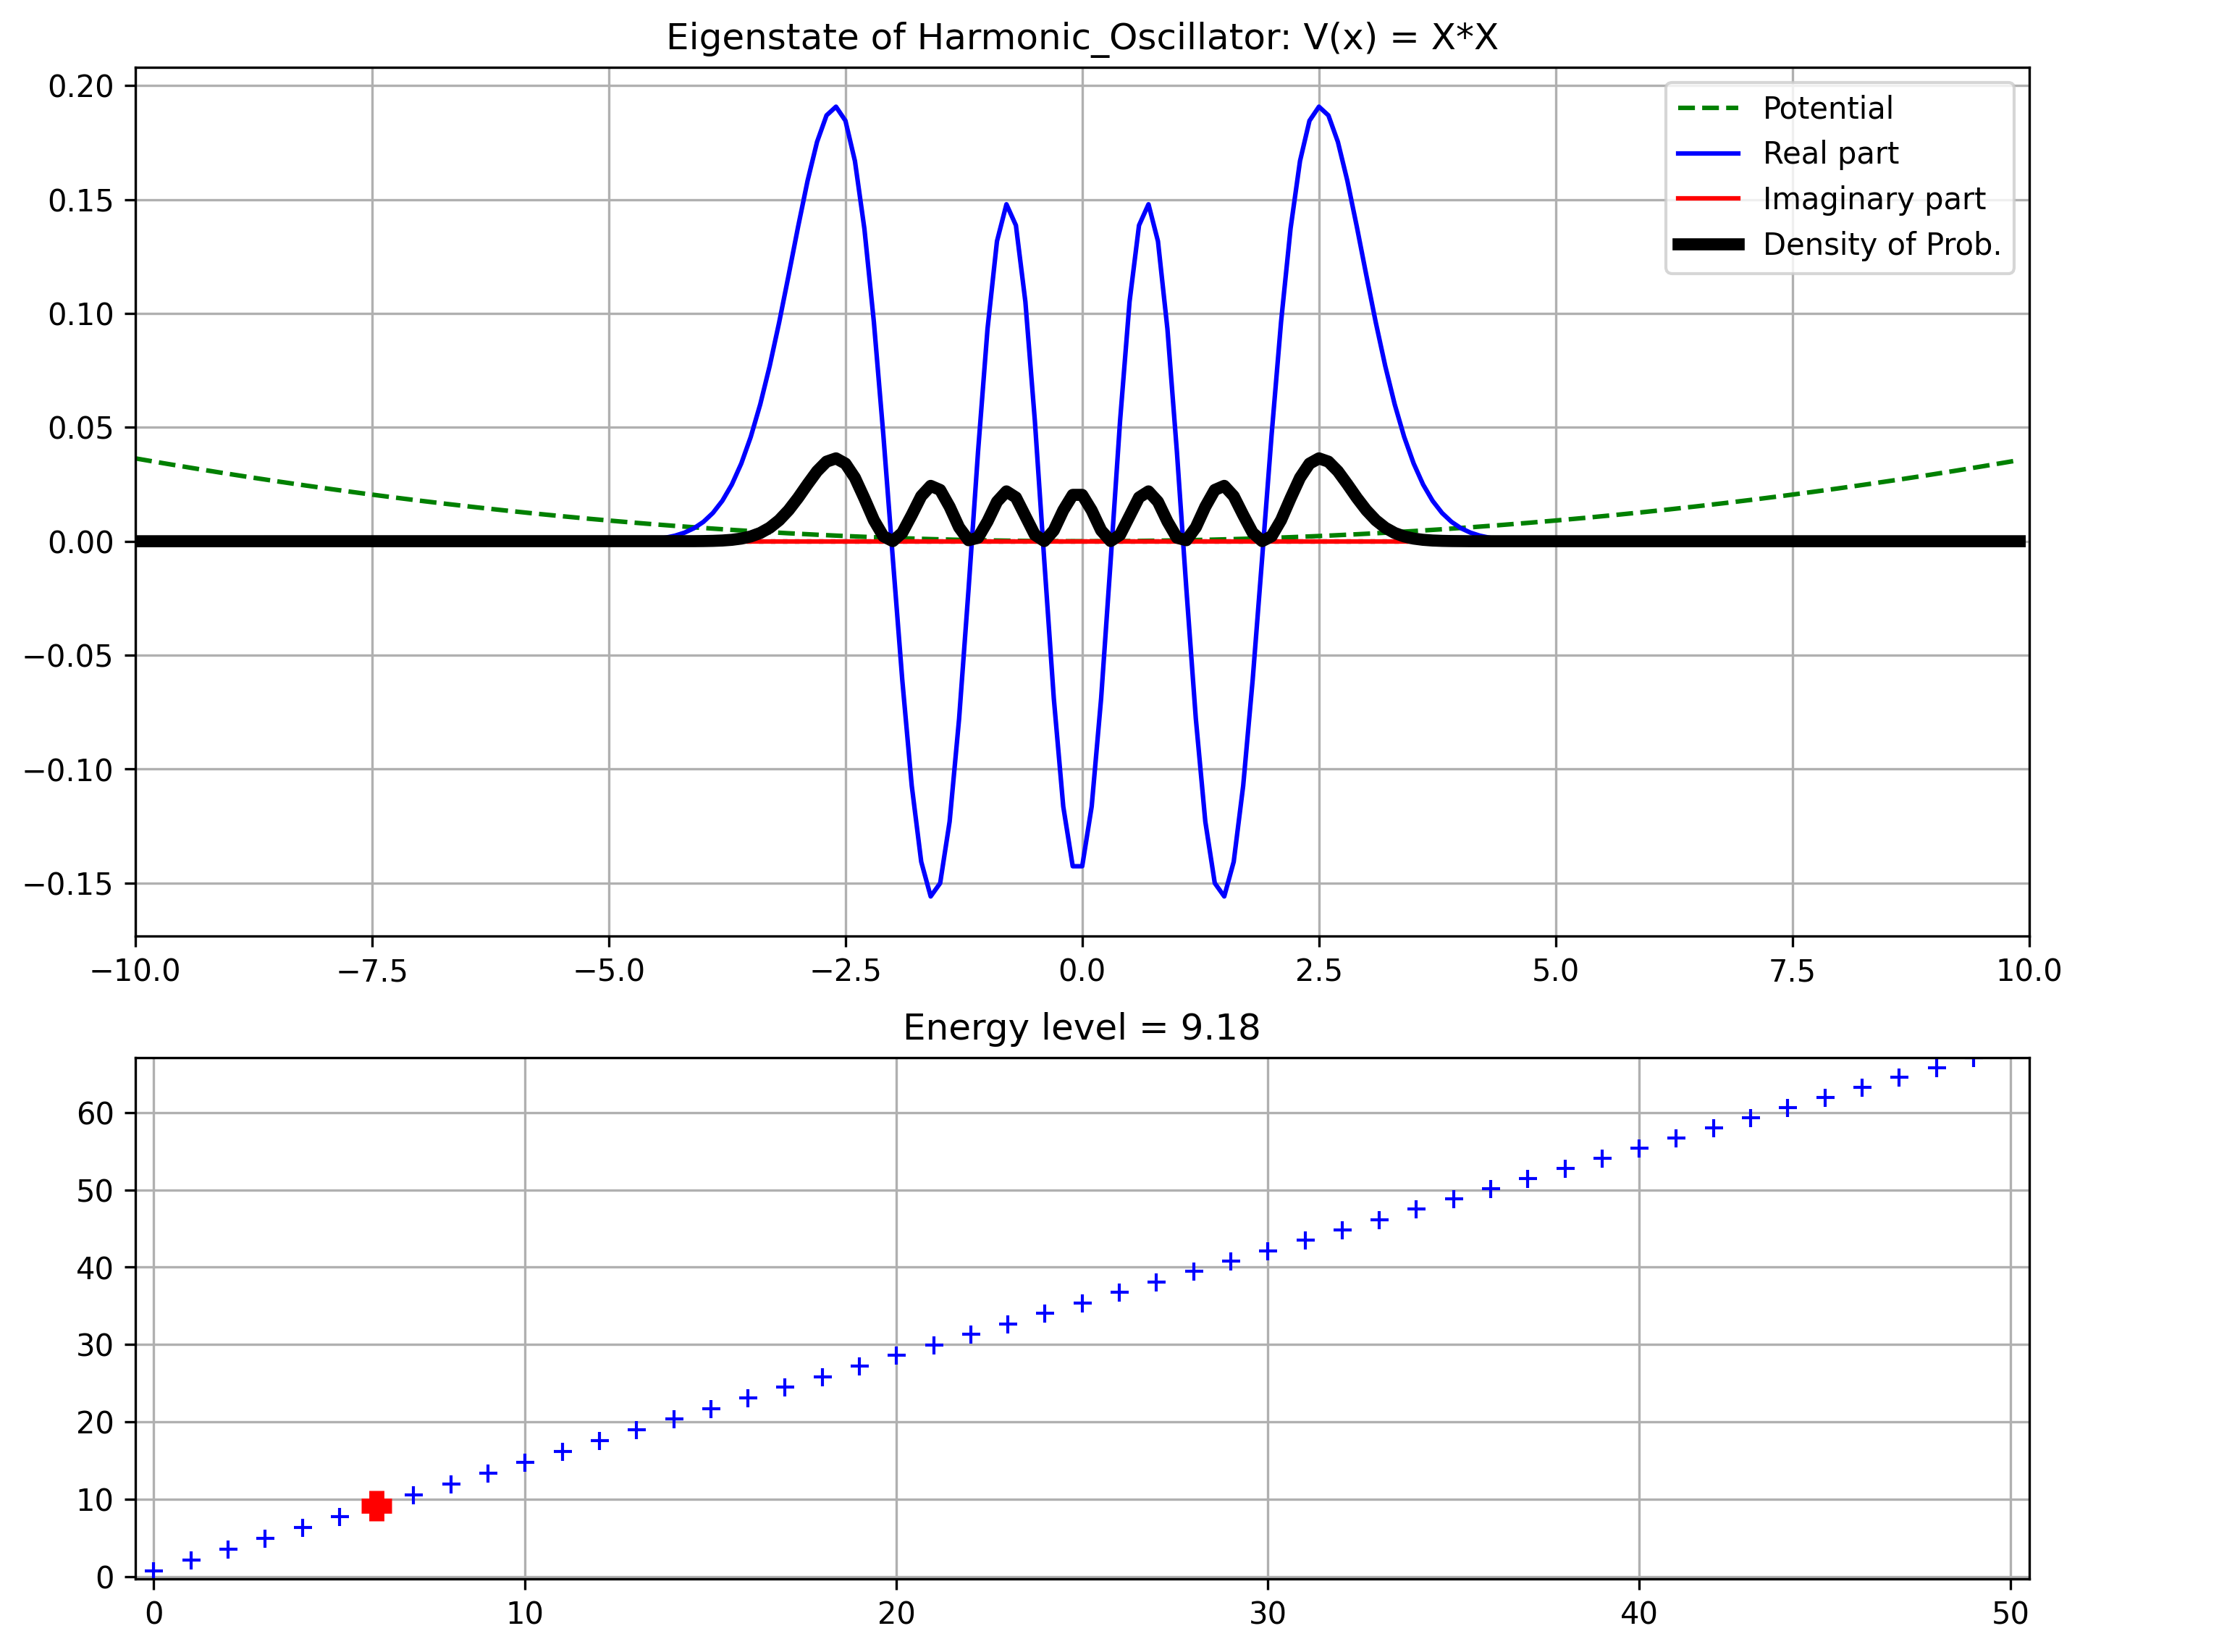 Eigenstate of Harmonic_Oscillator: V(x) = X*X
0.20
0.15
0.10
0.05
0.00
−0.05
−0.10
−0.15
Potential
Real part
Imaginary part
Density of Prob.
−10.0 −7.5 −5.0 −2.5 0.0 2.5 5.0 7.5 10.0
Energy level = 9.18
60
50
40
30
20
10
0
0 10 20 30 40 50